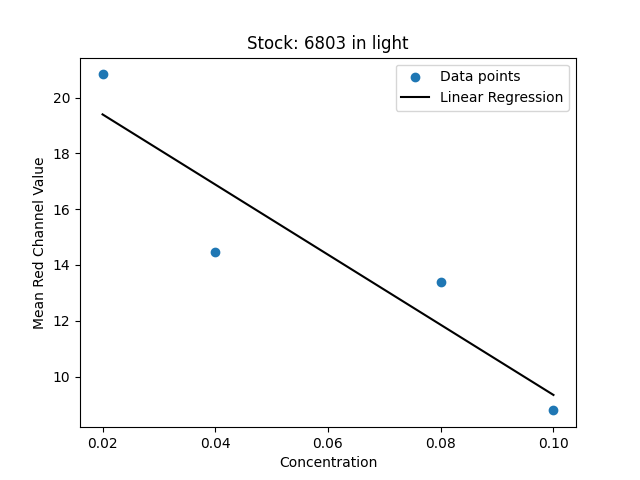 Stock: 6803 in light
Data points
Linear Regression
Mean Red Channel Value
20
18
16
14
12
10
0.02 0.04 0.06 0.08 0.10
Concentration